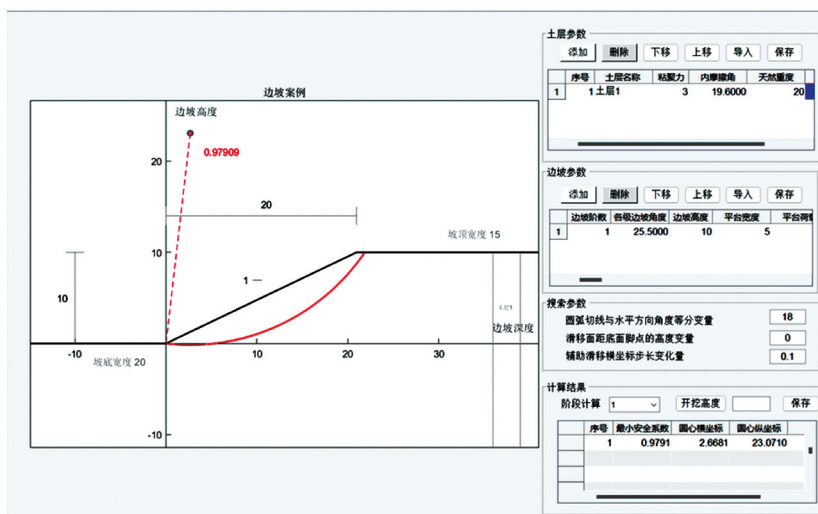 边坡案例
边坡高度
0.97909
20
20
坡顶宽度 15
10
1
10
边坡深度
-10
坡底宽度 20
10
20
30
-10
土层参数
添加 删除 下移 上移 导入 保存
序号 土层名称 粘聚力 内摩擦角 天然重度
1 1 土层1 3 19.6000 20
边坡参数
添加 删除 下移 上移 导入 保存
边坡阶数 各级边坡角度 边坡高度 平台宽度 平台荷
1 1 25.5000 10 5
搜索参数
圆弧切线与水平方向角度等分变量 18
滑移面距底面脚点的高度变量 0
辅助滑移横坐标步长变化量 0.1
计算结果
阶段计算 1 开挖高度 保存
序号 最小安全系数 圆心横坐标 圆心纵坐标
1 0.9791 2.6681 23.0710